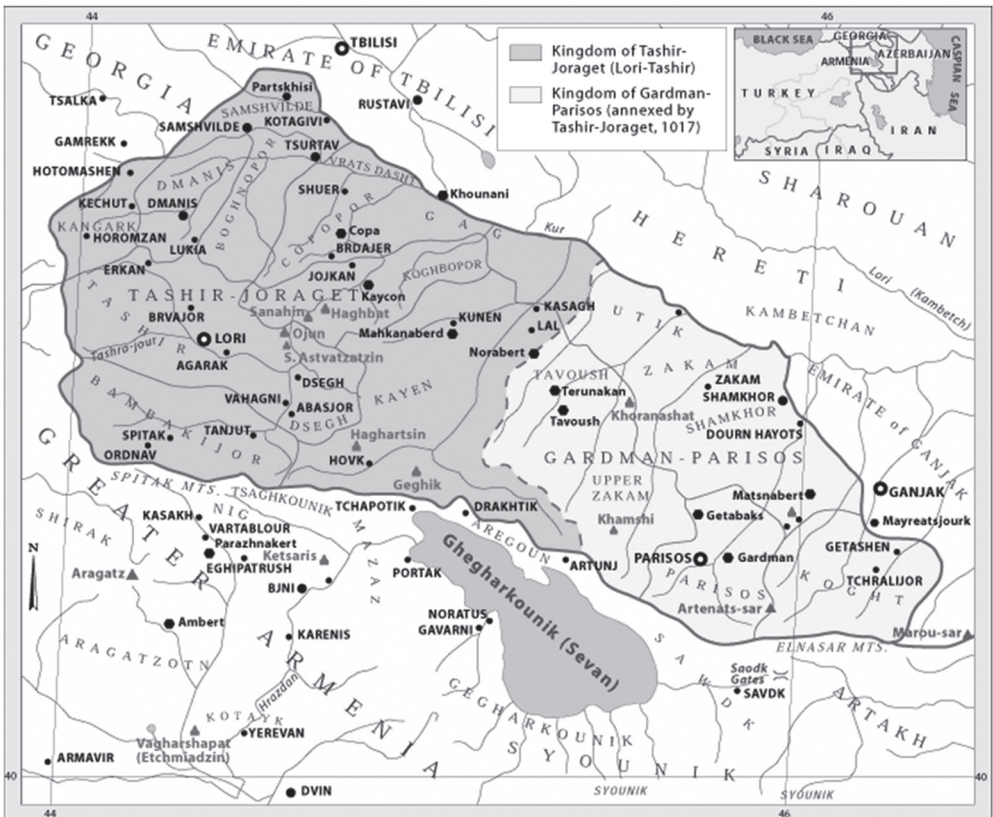 44
46
GEORGIA
EMIRATE OF TBILISI
TBILISI
Kingdom of Tashir-
Joraget (Lori-Tashir)
Kingdom of Gardman-
Parisos (annexed by
Tashir-Joraget, 1017)
BLACK SEA
GEORGIA
ARMENIA
AZERBAIJAN
CASPIAN
SEA
TURKEY
IRAN
SYRIA
IRAQ
TSALKA
Partskhisi
RUSTAVI
SAMSHVILDE
KOTAGIVI
SAMSHVILDE
GAMREKK
TSURTAV
VRATS DASHT
HOTOMASHEN
DMANIS
BOGHNOPOR
SHUER
Khounani
SHAROUAN
KECHUT
DMANIS
COPOPOR
GAG
HERETI
KANGARK
HOROMZAN
LUKIA
Copa
BRDAJER
Kur
ERKAN
JOJKAN
KOGHBOPOR
Lori (Kambetch)
TASHIR
TASHIR-JORAGET
Kaycon
KAMBETCHAN
BRVAJOR
Sanahin
Haghbat
KUNEN
KASAGH
UTIK
LORI
Ojun
Mahkanaberd
LAL
Tashra-jour
S. Astvatzatzin
Norabert
AGARAK
TAVOUSH
ZAKAM
EMIRATE of GANJAK
BAMBAKIJOR
DSEGH
KAYEN
Terunakan
ZAKAM
SHAMKHOR
VAHAGNI
ABASJOR
Tavoush
Khoranashat
SHAMKHOR
DSEGH
DOURN HAYOTS
SPITAK
TANJUT
Haghartsin
ORDNAV
HOVK
GARDMAN-PARISOS
Geghik
UPPER
ZAKAM
SPITAK MTS.
TSAGHKOUNIK
TCHAPOTIK
DRAKHTIK
Matsnabert
GANJAK
GREATER ARMENIA
KASAKH
NIG
MAZAZ
Khamshi
Getabaks
Mayreatsjourk
SHIRAK
VARTABLOUR
Parazhnakert
AREGOUN
N
EGHIPATRUSH
Ketsaris
Ghegharkounik (Sevan)
ARTUNJ
PARISOS
Gardman
GETASHEN
Aragatz
BJNI
PORTAK
PARISOS
KOGHT
TCHRALIJOR
Ambert
NORATUS
GAVARNI
Artenats-sar
Marou-sar
KARENIS
ELNASAR MTS.
ARAGATZOTN
Hrazdan
SAWDK
Saodk
Gates
SAVDK
GEGHARKOUNIK
ARTAKH
KOTAYK
YEREVAN
Vagharshapat
(Etchmiadzin)
SYOUNIK
ARMAVIR
40
40
DVIN
SYOUNIK
SYOUNIK
44
46